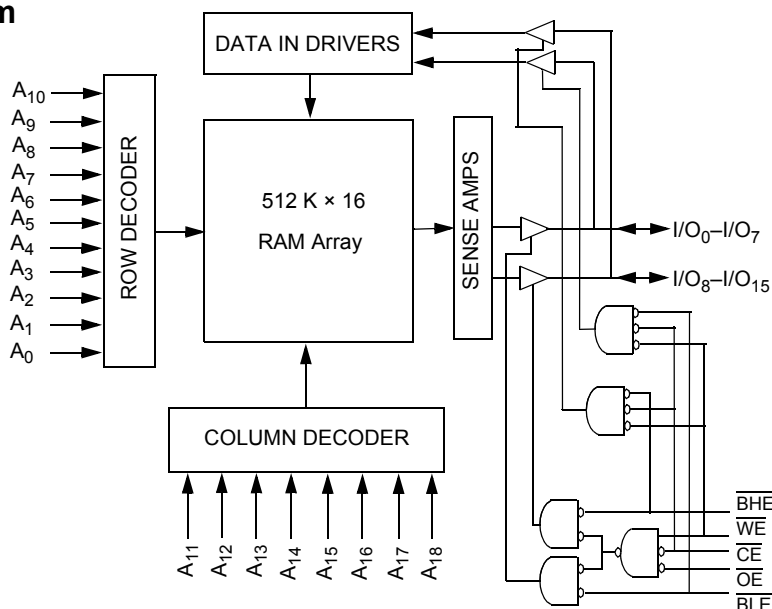 m
DATA IN DRIVERS
A10
A9
A8
A7
A6
A5
A4
A3
A2
A1
A0
ROW DECODER
512 K × 16
RAM Array
SENSE AMPS
I/O0–I/O7
I/O8–I/O15
COLUMN DECODER
A11
A12
A13
A14
A15
A16
A17
A18
BHE
WE
CE
OE
BLE